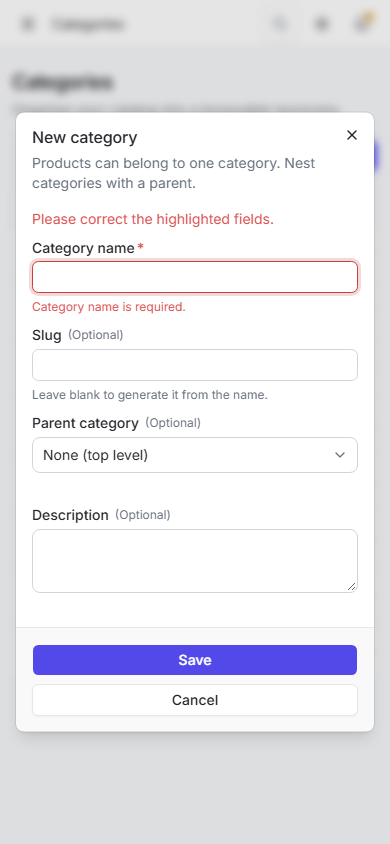 Categories
Categories
New category
Products can belong to one category. Nest
categories with a parent.
Please correct the highlighted fields.
Category name *
Category name is required.
Slug (Optional)
Leave blank to generate it from the name.
Parent category (Optional)
None (top level)
Description (Optional)
Save
Cancel